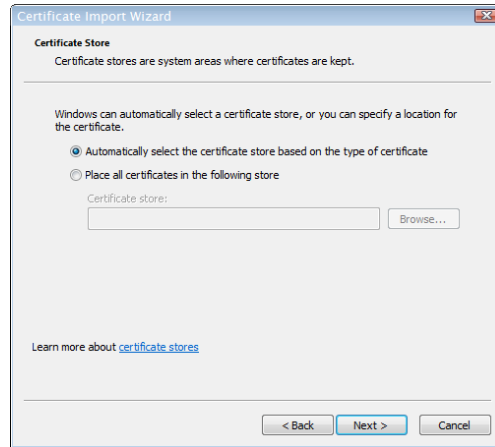 Certificate Import Wizard
Certificate Store
Certificate stores are system areas where certificates are kept.
Windows can automatically select a certificate store, or you can specify a location for
the certificate.
Automatically select the certificate store based on the type of certificate
Place all certificates in the following store
Certificate store:
Browse...
Learn more about certificate stores
< Back
Next >
Cancel